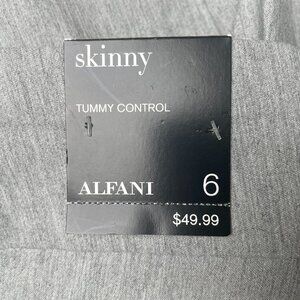 skinny
TUMMY CONTROL
ALFANI 6
$49.99